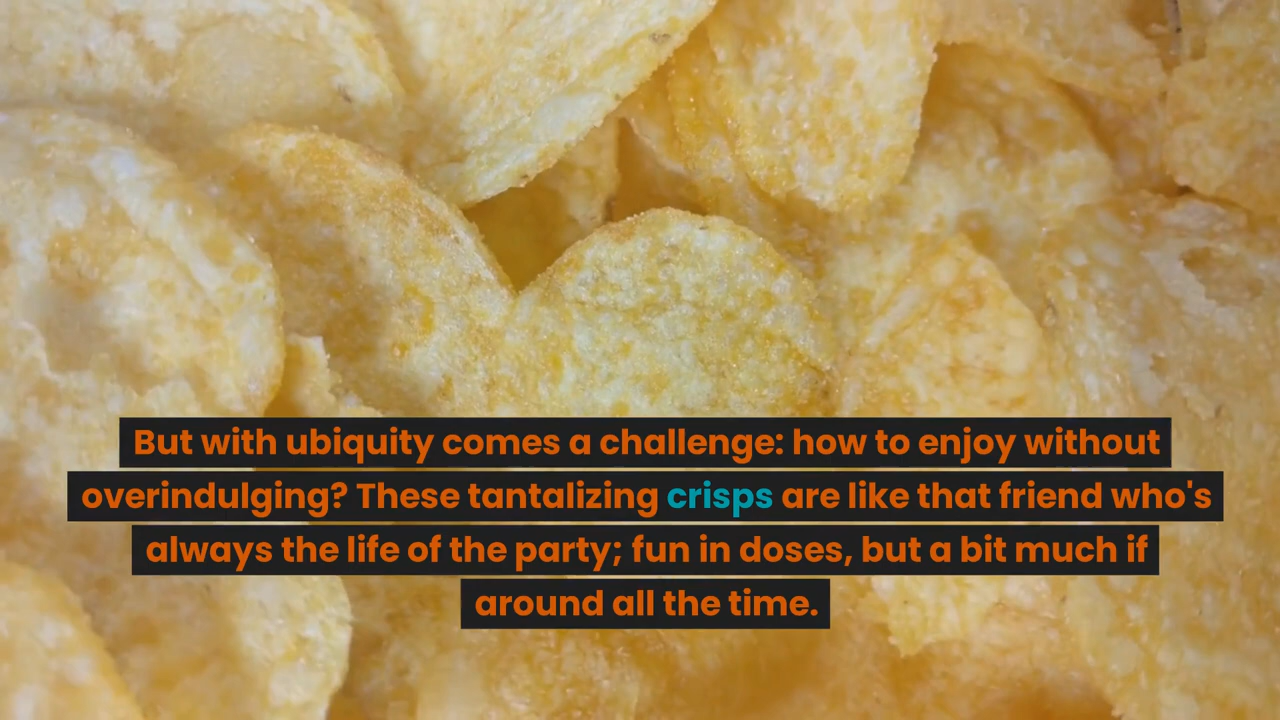 But with ubiquity comes a challenge: how to enjoy without
overindulging? These tantalizing crisps are like that friend who's
always the life of the party; fun in doses, but a bit much if
around all the time.